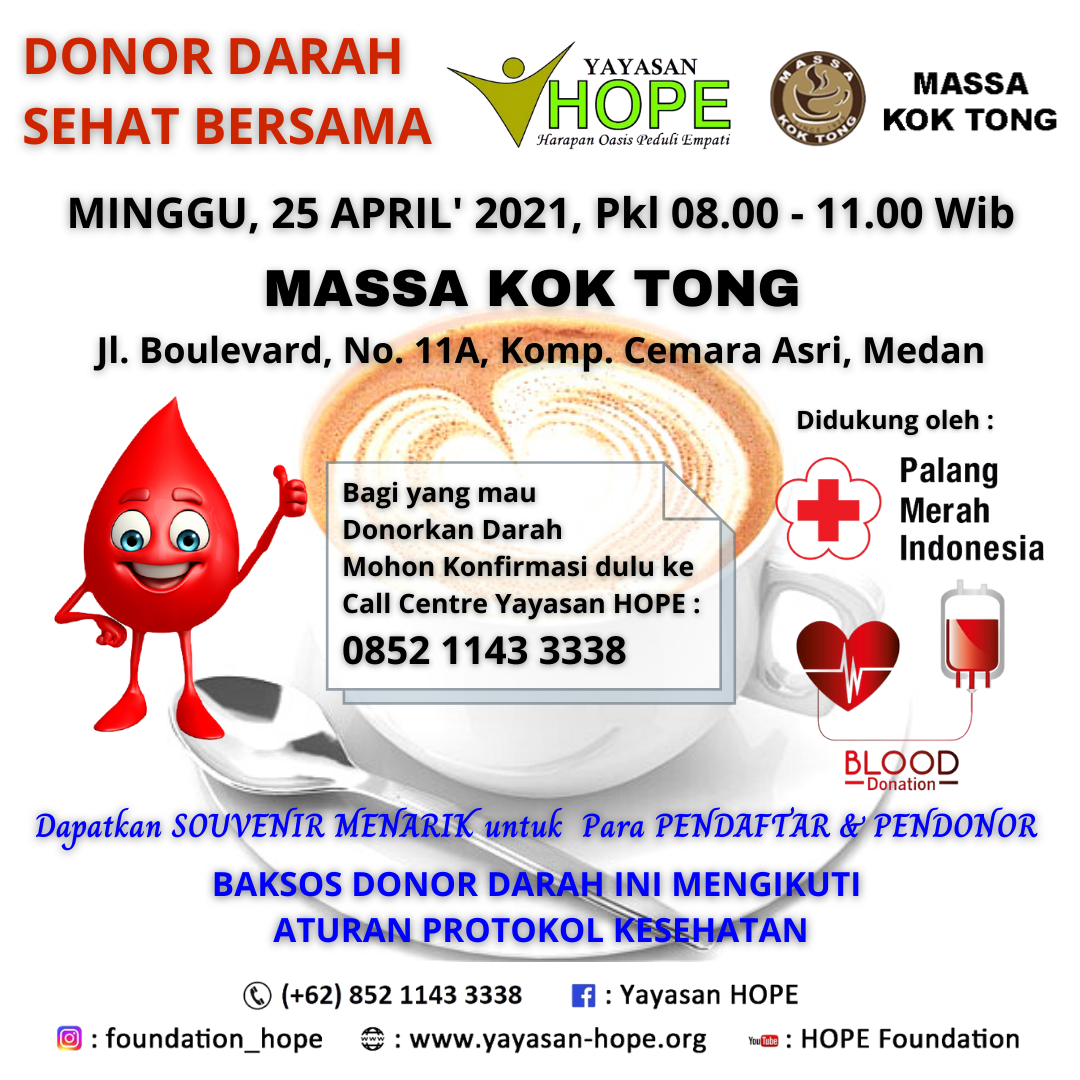 DONOR DARAH
SEHAT BERSAMA
YAYASAN
HOPE
Harapan Oasis Peduli Empati
MASSA
KOK TONG
MASSA
KOK TONG
MINGGU, 25 APRIL' 2021, Pkl 08.00 - 11.00 Wib
MASSA KOK TONG
Jl. Boulevard, No. 11A, Komp. Cemara Asri, Medan
Didukung oleh :
Palang
Merah
Indonesia
Bagi yang mau
Donorkan Darah
Mohon Konfirmasi dulu ke
Call Centre Yayasan HOPE :
0852 1143 3338
BLOOD
Donation
Dapatkan SOUVENIR MENARIK untuk Para PENDAFTAR & PENDONOR
BAKSOS DONOR DARAH INI MENGIKUTI
ATURAN PROTOKOL KESEHATAN
(+62) 852 1143 3338
: Yayasan HOPE
: foundation_hope
: www.yayasan-hope.org
YouTube : HOPE Foundation